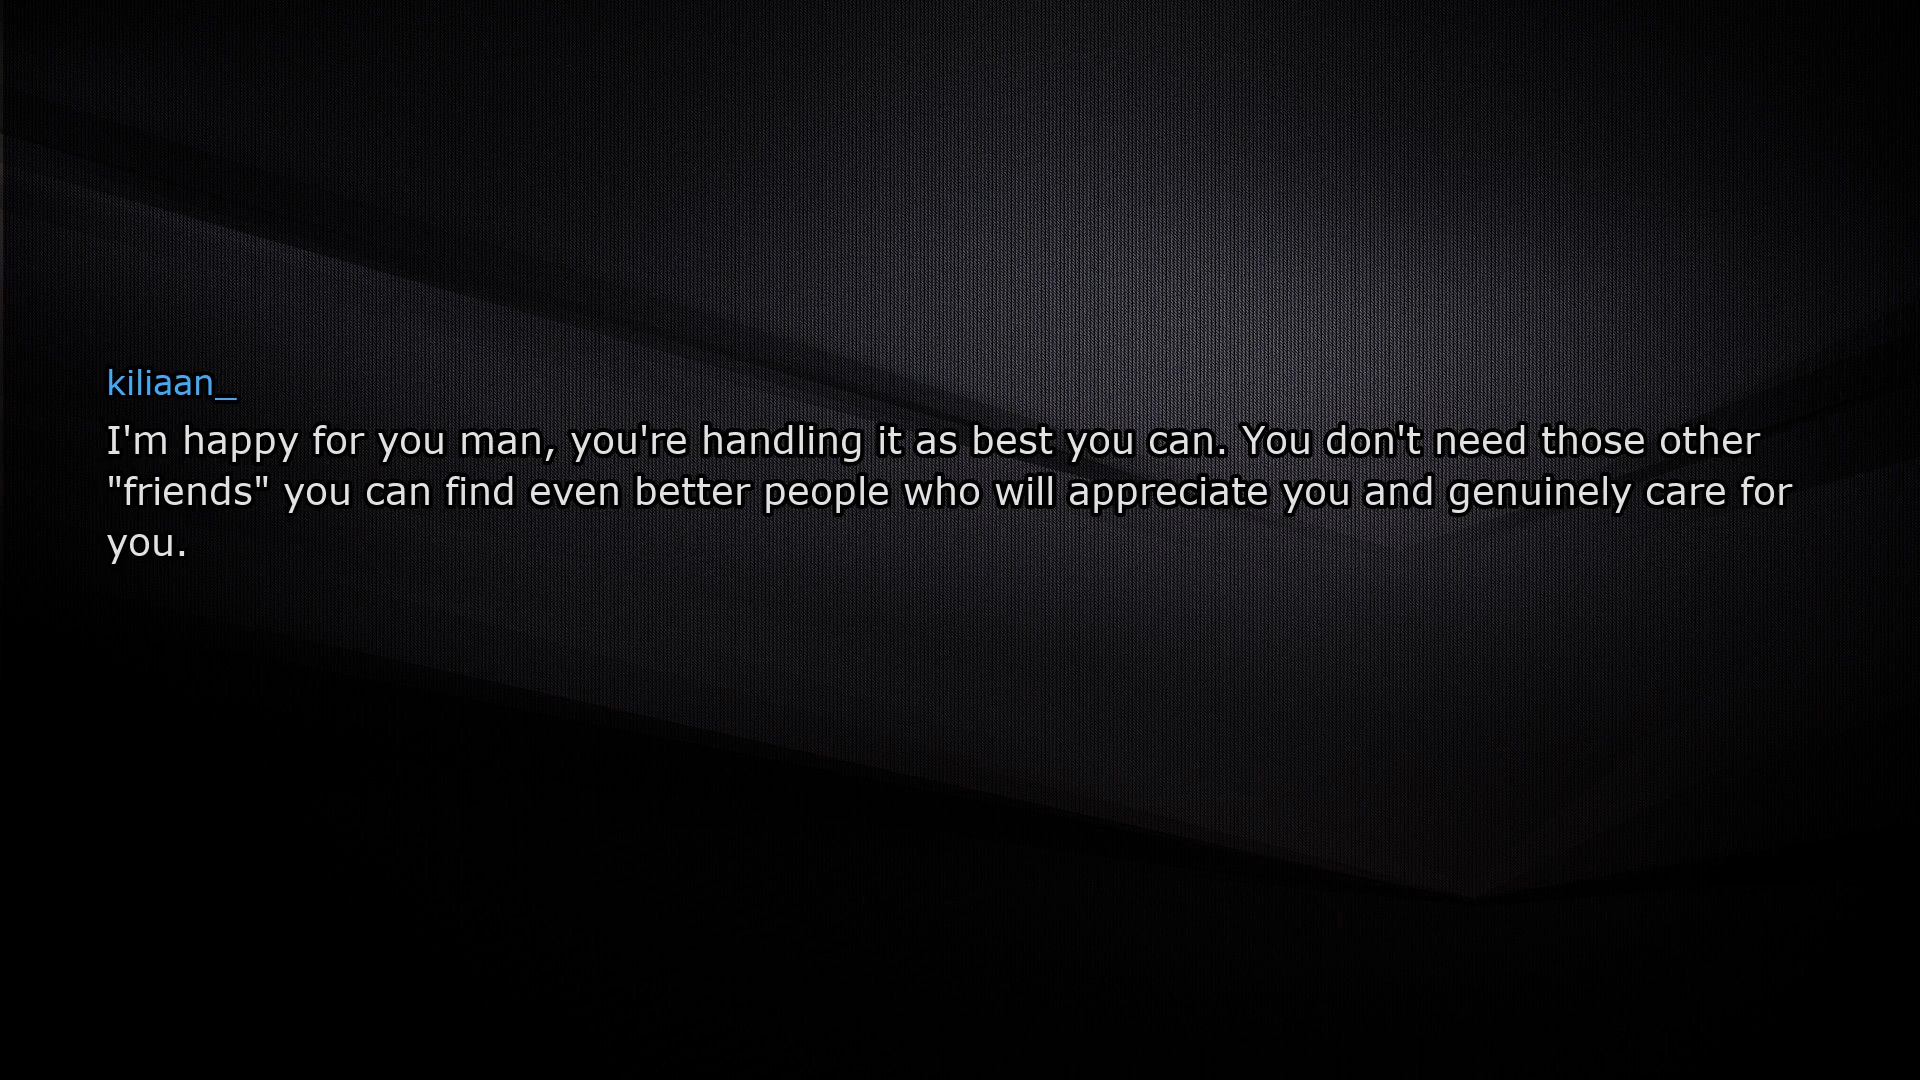 kiliaan_
I'm happy for you man, you're handling it as best you can. You don't need those other
"friends" you can find even better people who will appreciate you and genuinely care for
you.